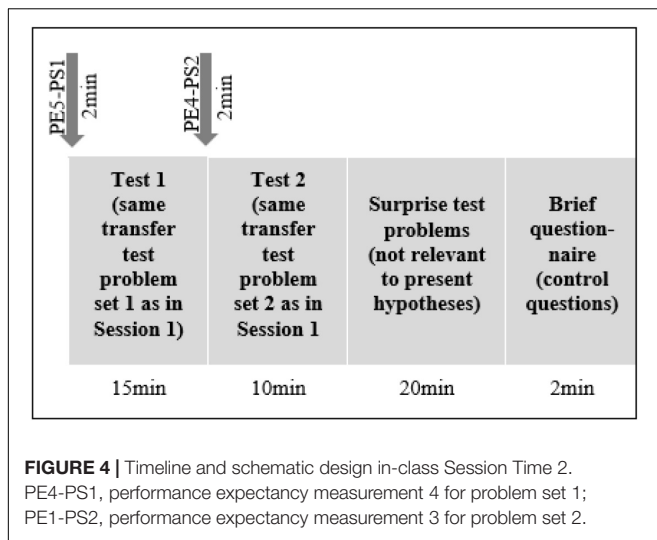 PE5-PS1
2min
PE4-PS2
2min
Test 1
(same
transfer
test
problem
set 1 as in
Session 1)
Test 2
(same
transfer
test
problem
set 2 as in
Session 1
Surprise test
problems
(not relevant
to present
hypotheses)
Brief
question-
naire
(control
questions)
15min
10min
20min
2min
FIGURE 4 | Timeline and schematic design in-class Session Time 2.
PE4-PS1, performance expectancy measurement 4 for problem set 1;
PE1-PS2, performance expectancy measurement 3 for problem set 2.